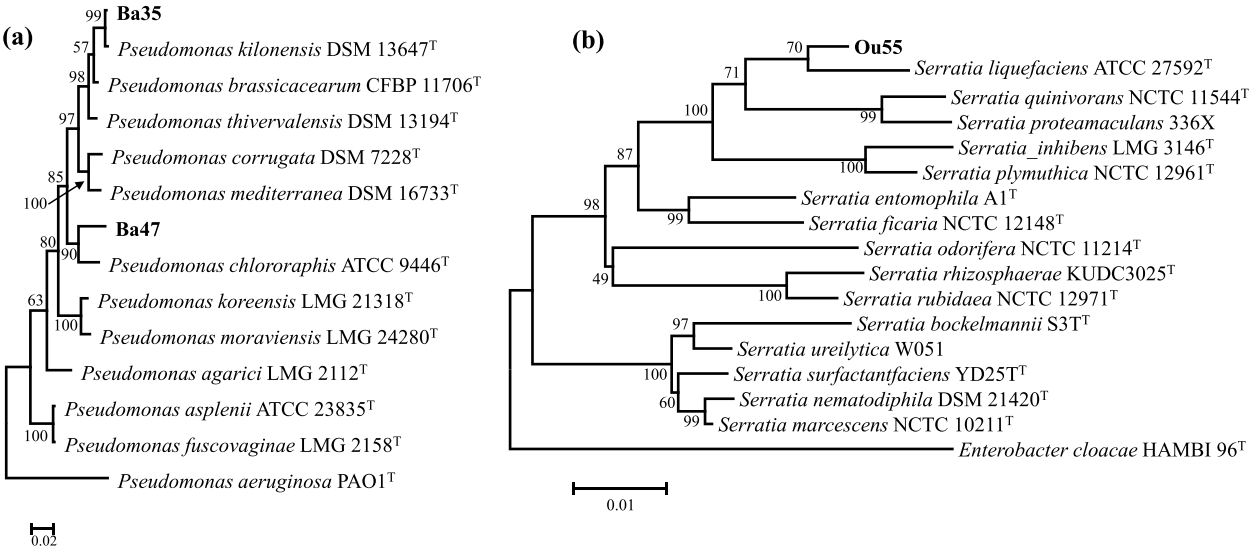 (a)
99
Ba35
Pseudomonas kilonensis DSM 13647ᵀ
57
Pseudomonas brassicacearum CFBP 11706ᵀ
98
Pseudomonas thivervalensis DSM 13194ᵀ
97
Pseudomonas corrugata DSM 7228ᵀ
85
Pseudomonas mediterranea DSM 16733ᵀ
100
Ba47
80
90
Pseudomonas chlororaphis ATCC 9446ᵀ
63
Pseudomonas koreensis LMG 21318ᵀ
100
Pseudomonas moraviensis LMG 24280ᵀ
Pseudomonas agarici LMG 2112ᵀ
Pseudomonas asplenii ATCC 23835ᵀ
100
Pseudomonas fuscovaginae LMG 2158ᵀ
Pseudomonas aeruginosa PAO1ᵀ
0.02
(b)
70
Ou55
71
Serratia liquefaciens ATCC 27592ᵀ
Serratia quinivorans NCTC 11544ᵀ
100
99
Serratia proteamaculans 336X
Serratia_inhibens LMG 3146ᵀ
87
100
Serratia plymuthica NCTC 12961ᵀ
Serratia entomophila A1ᵀ
98
99
Serratia ficaria NCTC 12148ᵀ
Serratia odorifera NCTC 11214ᵀ
49
Serratia rhizosphaerae KUDC3025ᵀ
100
Serratia rubidaea NCTC 12971ᵀ
97
Serratia bockelmannii S3Tᵀ
Serratia ureilytica W051
100
Serratia surfactantfaciens YD25Tᵀ
60
Serratia nematodiphila DSM 21420ᵀ
99
Serratia marcescens NCTC 10211ᵀ
Enterobacter cloacae HAMBI 96ᵀ
0.01